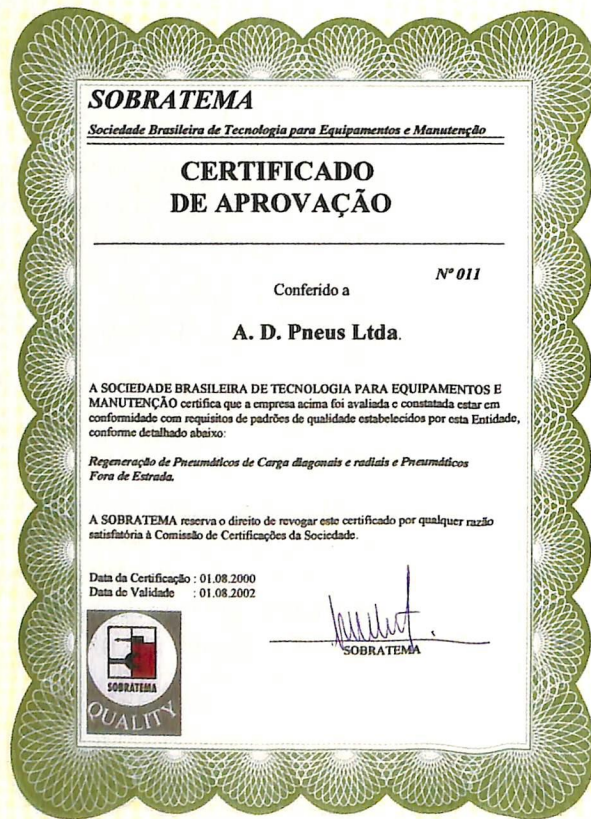 SOBRATEMA
Sociedade Brasileira de Tecnologia para Equipamentos e Manutenção
CERTIFICADO
DE APROVAÇÃO
Nº 011
Conferido a
A. D. Pneus Ltda.
A SOCIEDADE BRASILEIRA DE TECNOLOGIA PARA EQUIPAMENTOS E
MANUTENÇÃO certifica que a empresa acima foi avaliada e constatada estar em
conformidade com requisitos de padrões de qualidade estabelecidos por esta Entidade,
conforme detalhado abaixo:
Regeneração de Pneumáticos de Carga diagonais e radiais e Pneumáticos
Fora de Estrada.
A SOBRATEMA reserva o direito de revogar este certificado por qualquer razão
satisfatória à Comissão de Certificações da Sociedade.
Data da Certificação : 01.08.2000
Data de Validade : 01.08.2002
SOBRATEMA
SOBRATEMA
QUALITY